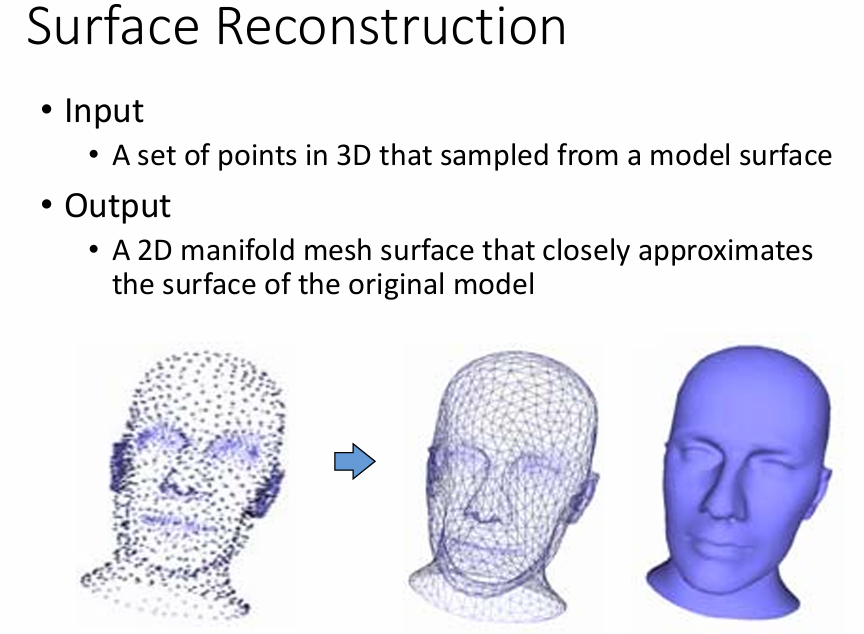 Surface Reconstruction
• Input
• A set of points in 3D that sampled from a model surface
• Output
• A 2D manifold mesh surface that closely approximates
the surface of the original model